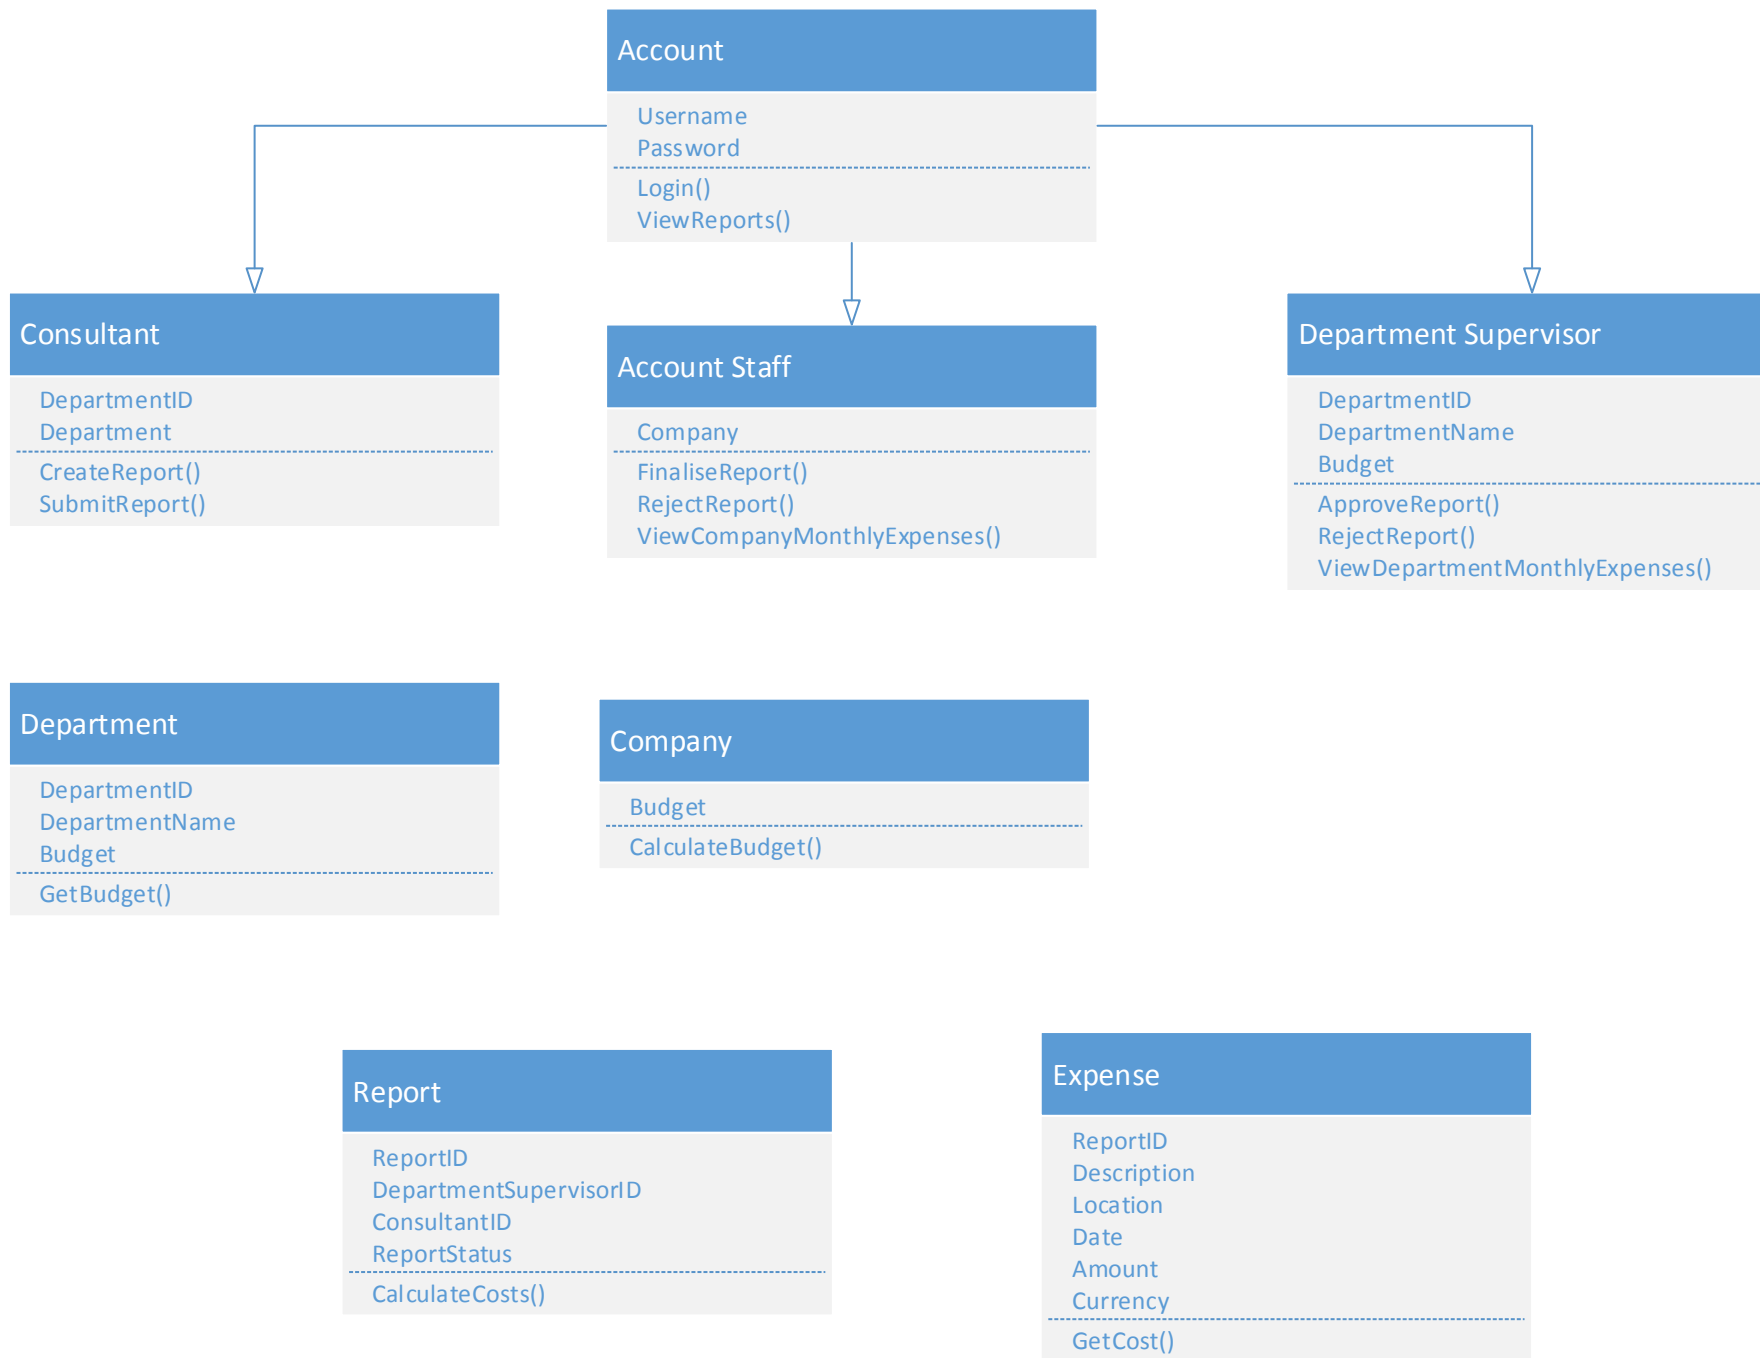 Account
Username
Password
Login()
ViewReports()
Consultant
DepartmentID
Department
CreateReport()
SubmitReport()
Account Staff
Company
FinaliseReport()
RejectReport()
ViewCompanyMonthlyExpenses()
Department Supervisor
DepartmentID
DepartmentName
Budget
ApproveReport()
RejectReport()
ViewDepartmentMonthlyExpenses()
Department
DepartmentID
DepartmentName
Budget
GetBudget()
Company
Budget
CalculateBudget()
Report
ReportID
DepartmentSupervisorID
ConsultantID
ReportStatus
CalculateCosts()
Expense
ReportID
Description
Location
Date
Amount
Currency
GetCost()